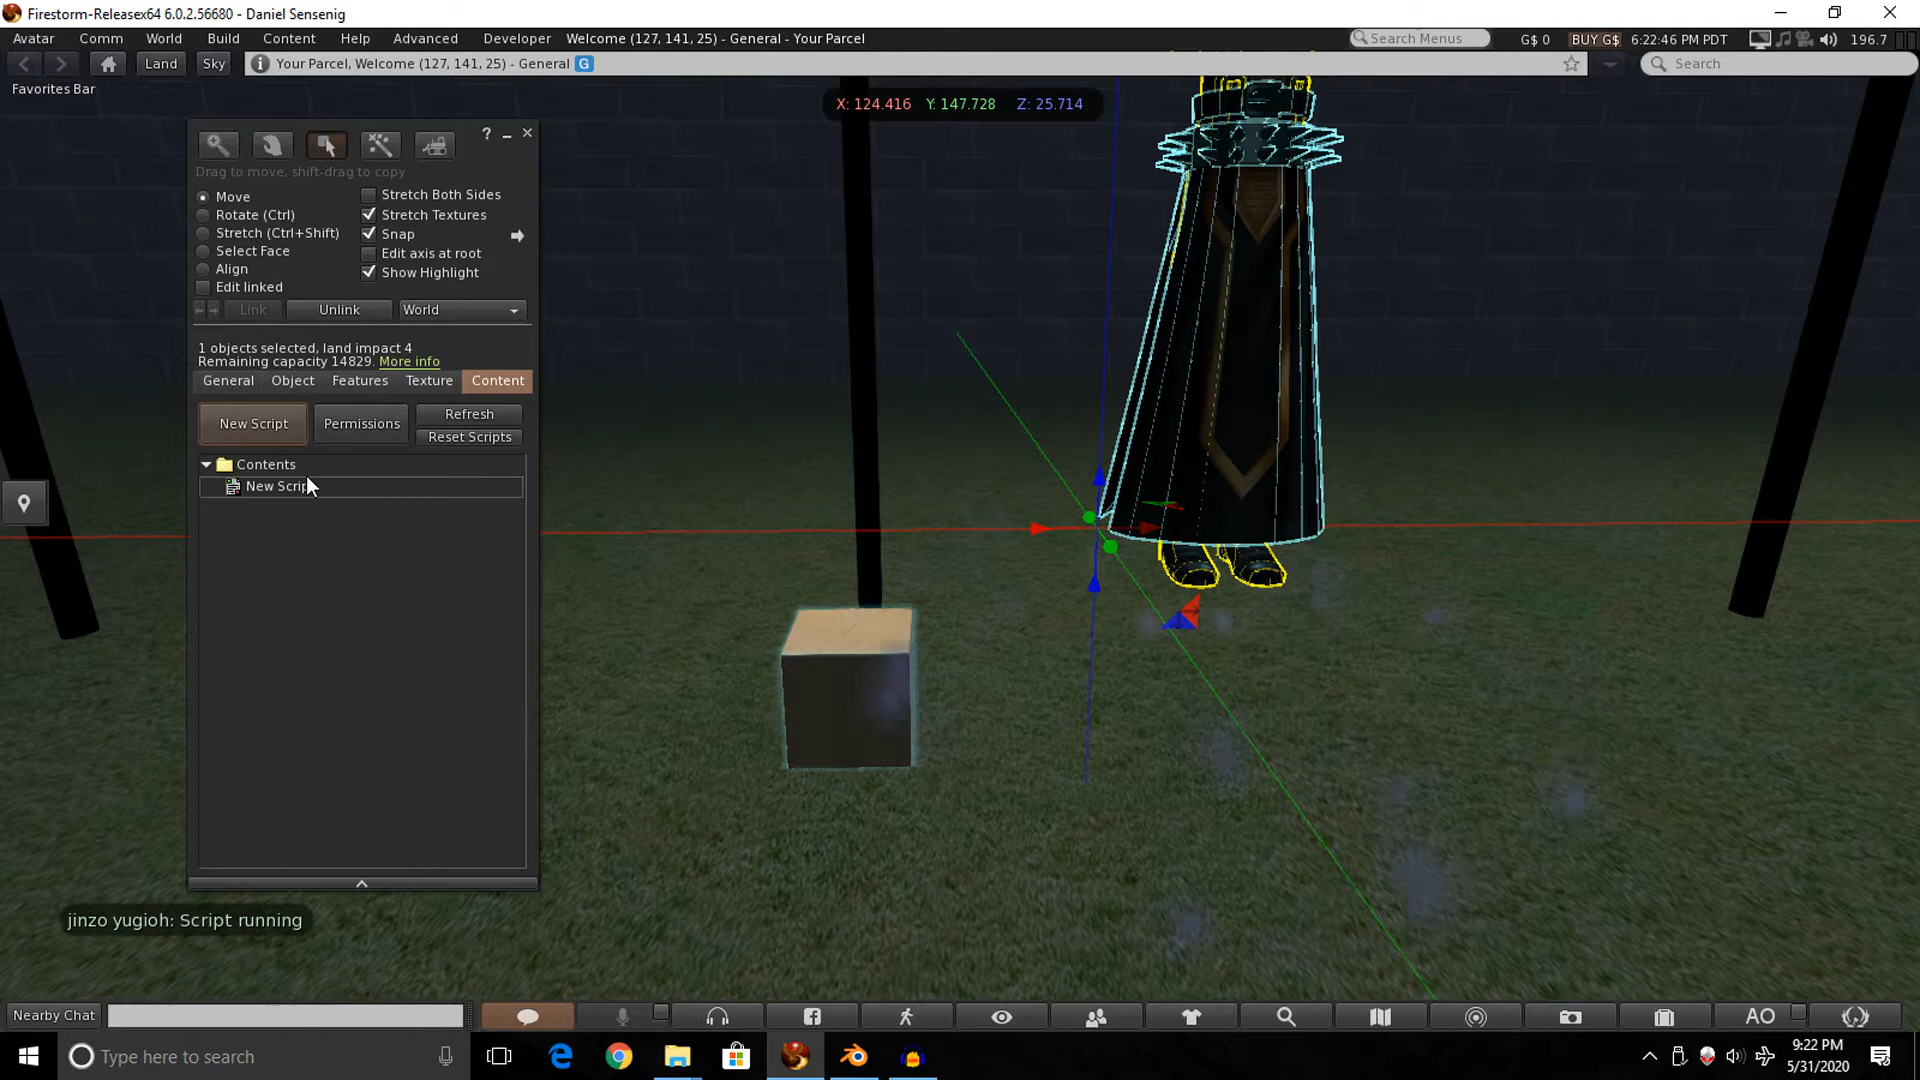 Firestorm-Releasex64 6.0.2.56680 - Daniel Sensenig
Avatar Comm World Build Content Help Advanced Developer Welcome (127, 141, 25) - General - Your Parcel Search Menus G$ 0 BUY G$ 6:22:46 PM PDT 196.7
Land Sky Your Parcel, Welcome (127, 141, 25) - General G Search
Favorites Bar
X: 124.416 Y: 147.728 Z: 25.714
?
Drag to move, shift-drag to copy
Move Stretch Both Sides
Rotate (Ctrl) Stretch Textures
Stretch (Ctrl+Shift) Snap
Select Face Edit axis at root
Align Show Highlight
Edit linked
Link Unlink World
1 objects selected, land impact 4
Remaining capacity 14829. More info
General Object Features Texture Content
New Script Permissions Refresh
Reset Scripts
Contents
New Scrip
jinzo yugioh: Script running
Nearby Chat AO
Type here to search 9:22 PM
5/31/2020